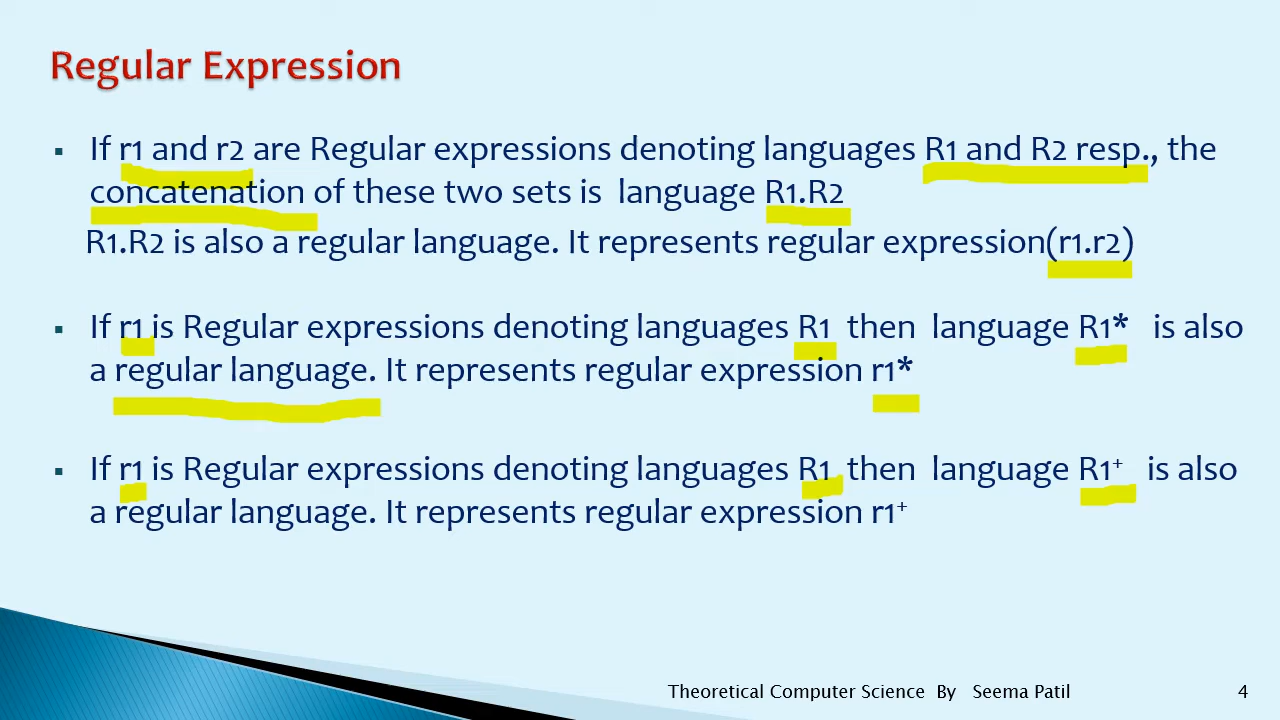 Regular Expression
▪ If r1 and r2 are Regular expressions denoting languages R1 and R2 resp., the
concatenation of these two sets is language R1.R2
R1.R2 is also a regular language. It represents regular expression(r1.r2)
▪ If r1 is Regular expressions denoting languages R1 then language R1* is also
a regular language. It represents regular expression r1*
▪ If r1 is Regular expressions denoting languages R1 then language R1⁺ is also
a regular language. It represents regular expression r1⁺
Theoretical Computer Science By Seema Patil 4